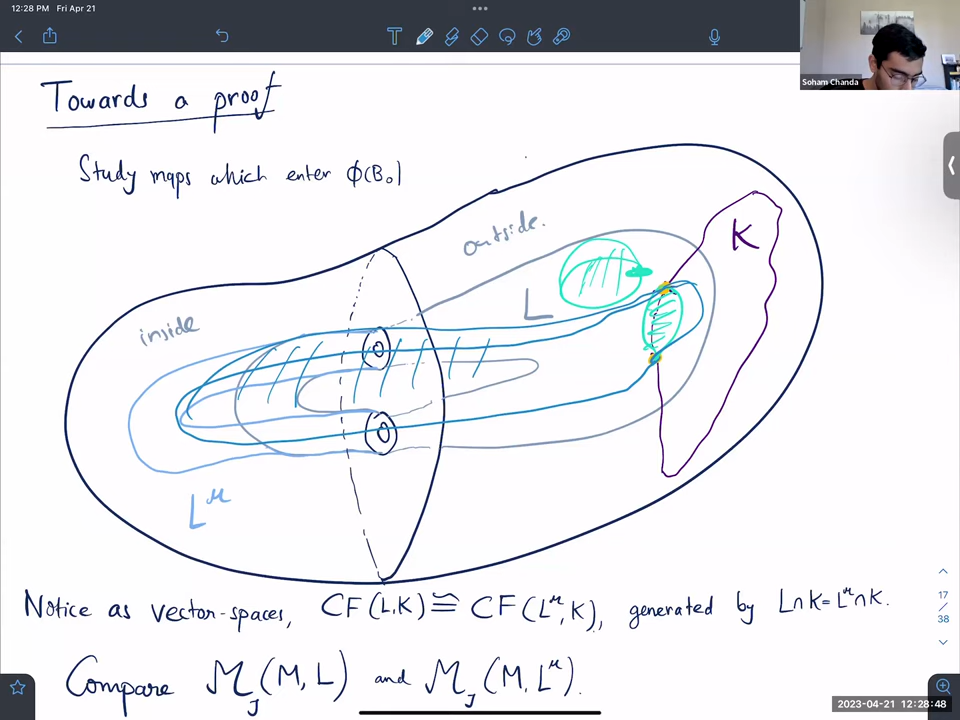 12:28 PM Fri Apr 21
Soham Chanda
Towards a proof
Study maps which enter ϕ(B₀)
outside.
K
inside
L
O
O
L^μ
Notice as vector-spaces, CF(L,K) ≅ CF(L^μ,K), generated by L∩K=L^μ∩K.
Compare M_J(M,L) and M_J(M,L^μ).
17
/
38
2023-04-21 12:28:48